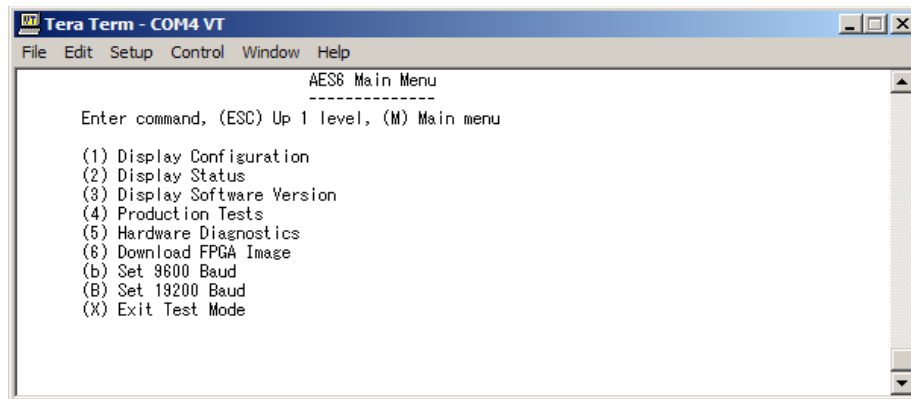 Tera Term - COM4 VT
File Edit Setup Control Window Help
AES6 Main Menu
--------------
Enter command, (ESC) Up 1 level, (M) Main menu
(1) Display Configuration
(2) Display Status
(3) Display Software Version
(4) Production Tests
(5) Hardware Diagnostics
(6) Download FPGA Image
(b) Set 9600 Baud
(B) Set 19200 Baud
(X) Exit Test Mode